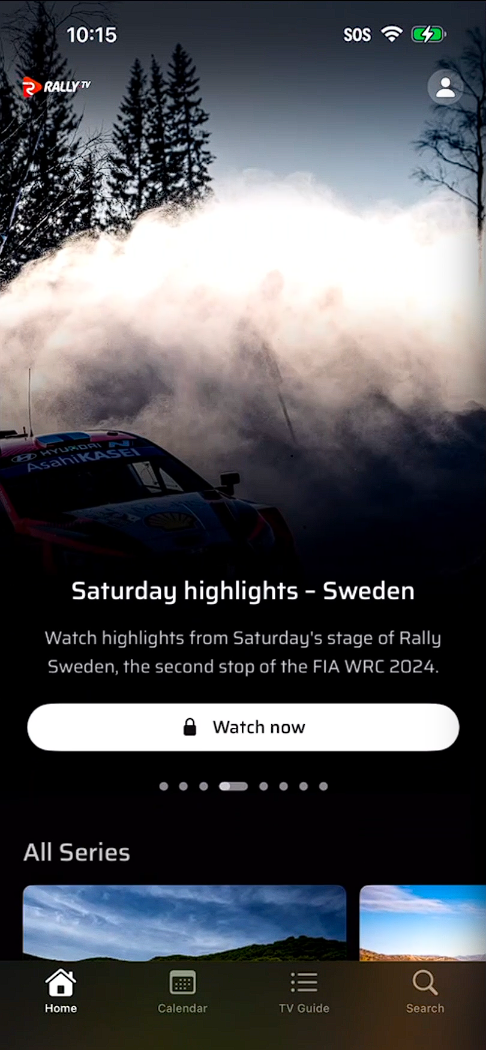 10:15
SOS
RALLY TV
HYUNDAI N
AsahiKASEI
Saturday highlights – Sweden
Watch highlights from Saturday's stage of Rally
Sweden, the second stop of the FIA WRC 2024.
Watch now
All Series
Home
Calendar
TV Guide
Search